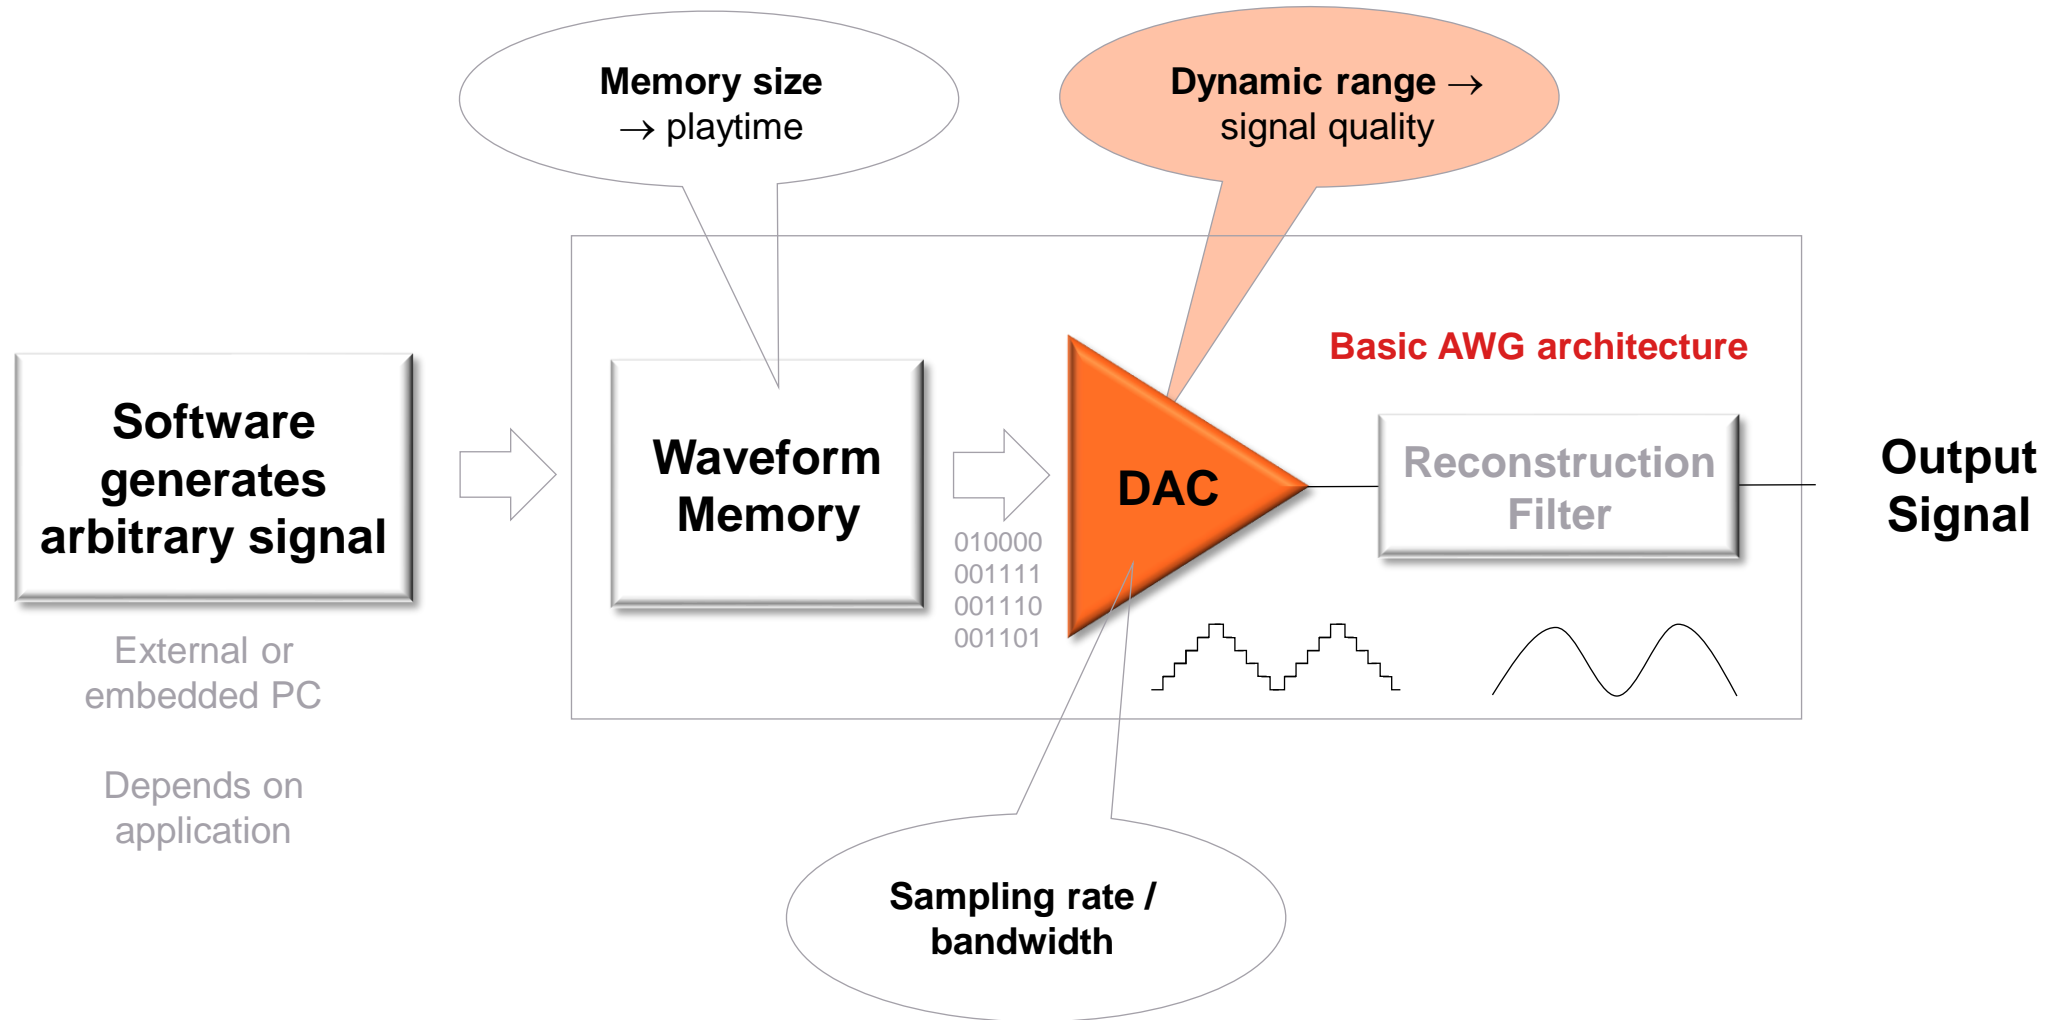 Memory size
→ playtime
Dynamic range →
signal quality
Basic AWG architecture
Software
generates
arbitrary signal
Waveform
Memory
DAC
Reconstruction
Filter
Output
Signal
010000
001111
001110
001101
External or
embedded PC
Depends on
application
Sampling rate /
bandwidth